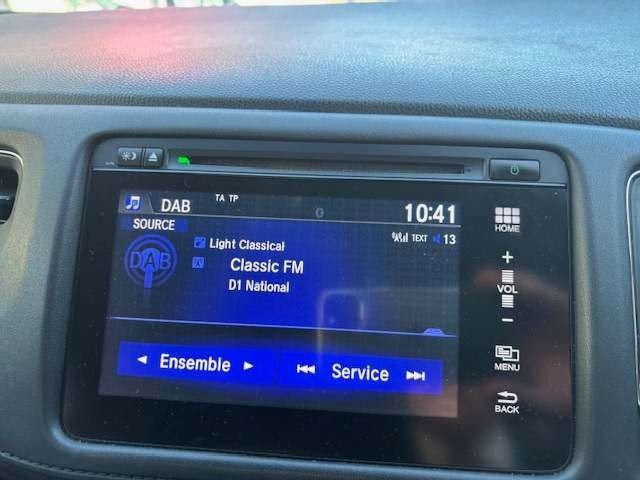 TA TP
DAB
10:41
SOURCE
TEXT 13
Light Classical
DAB
Classic FM
D1 National
Ensemble
Service
HOME
+
VOL
−
MENU
BACK